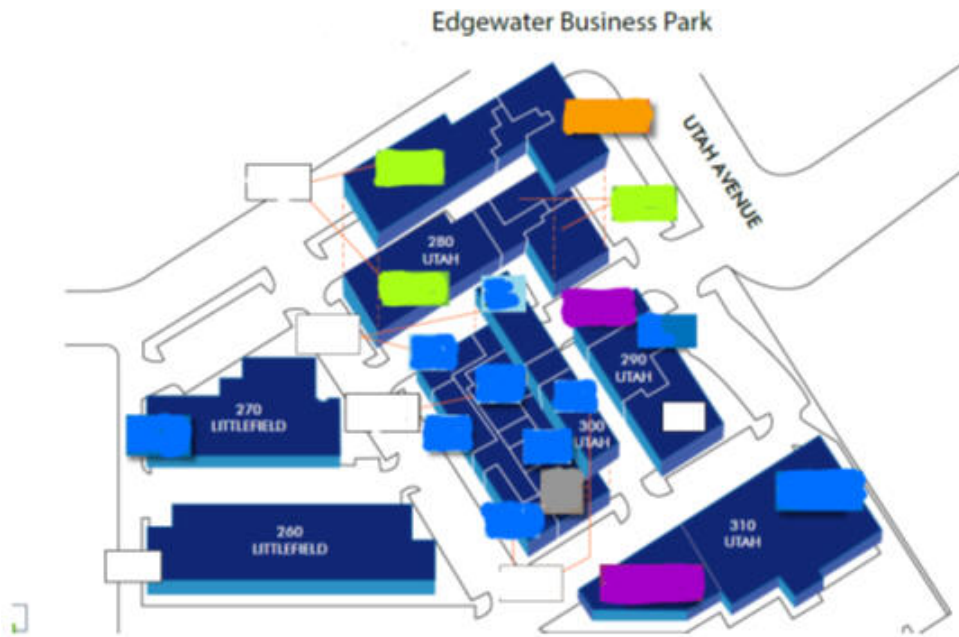 Edgewater Business Park
UTAH AVENUE
280
UTAH
290
UTAH
270
LITTLEFIELD
300
UTAH
260
LITTLEFIELD
310
UTAH